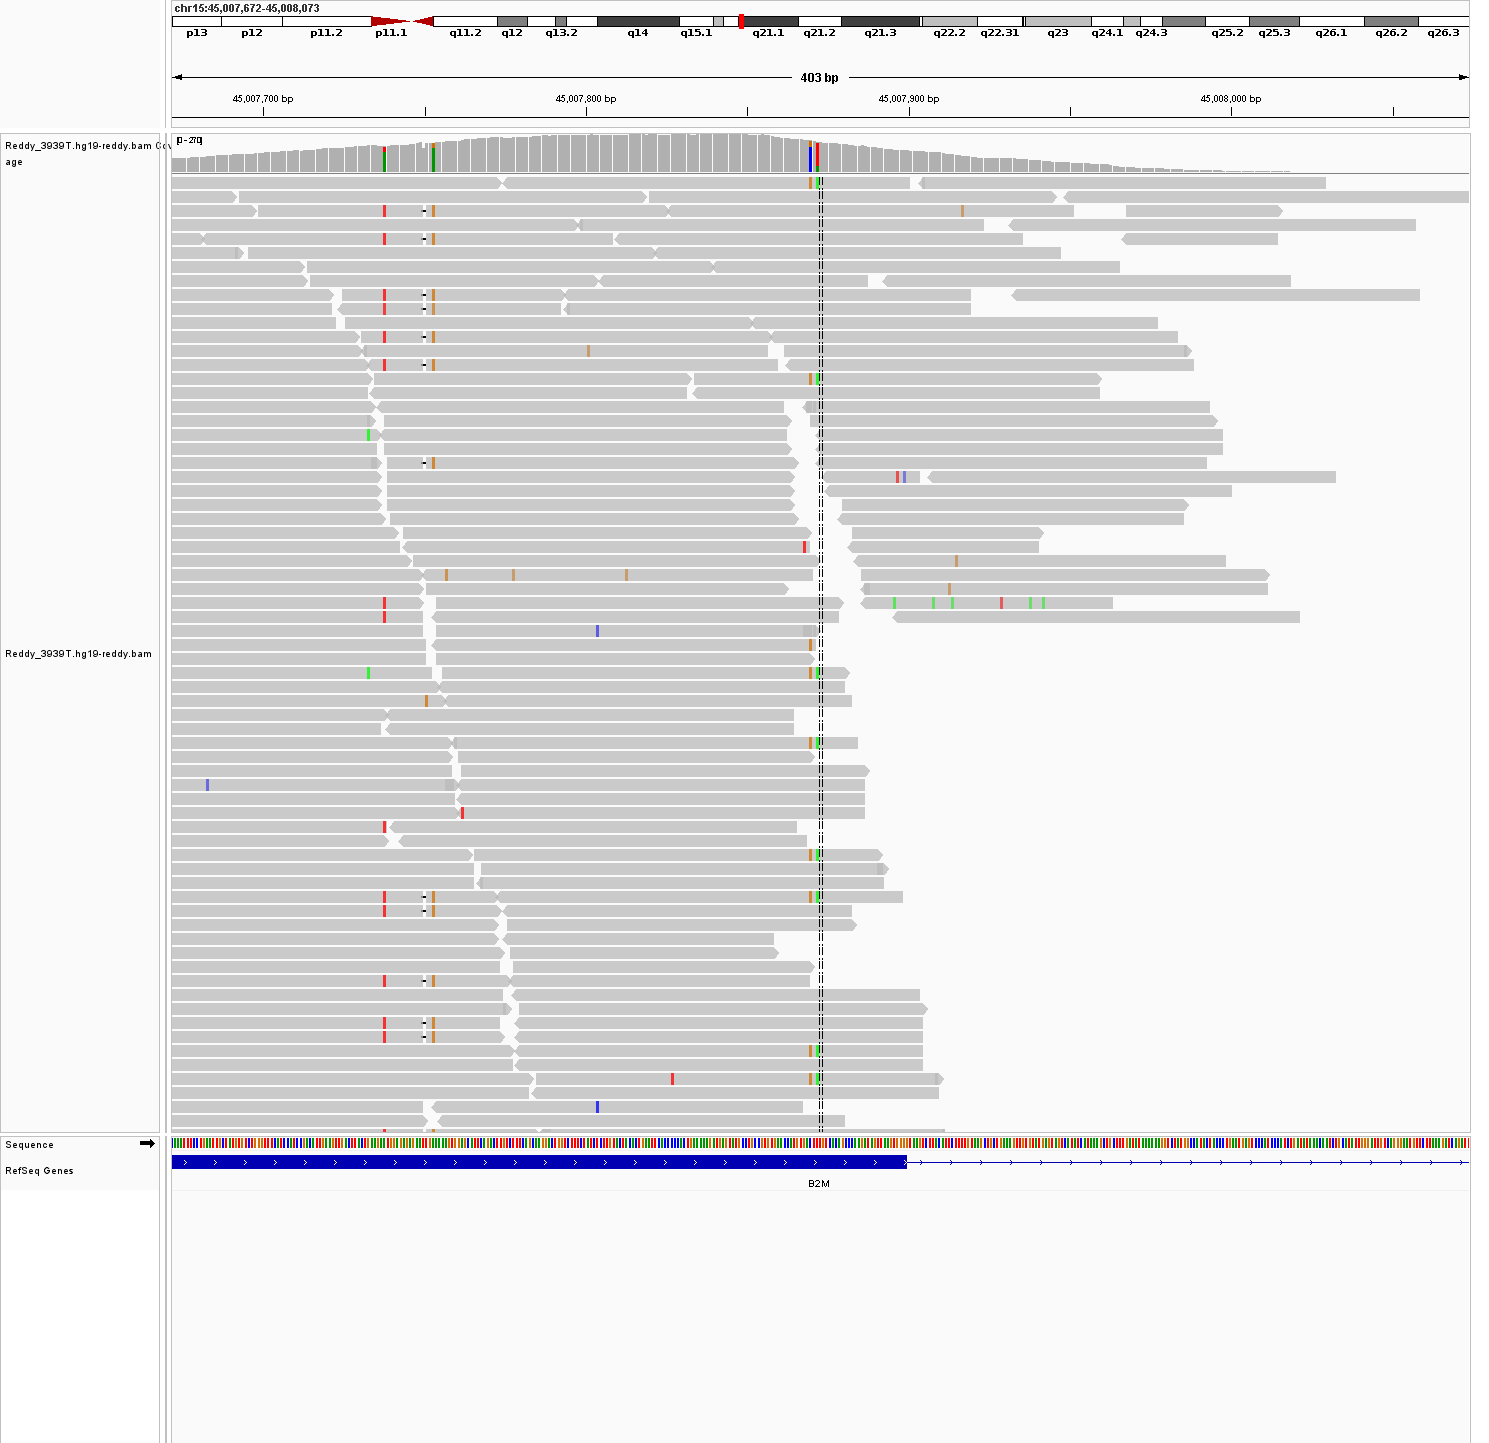 chr15:45,007,672-45,008,073
p13 p12 p11.2 p11.1 q11.2 q12 q13.2 q14 q15.1 q21.1 q21.2 q21.3 q22.2 q22.31 q23 q24.1 q24.3 q25.2 q25.3 q26.1 q26.2 q26.3
403 bp
45,007,700 bp 45,007,800 bp 45,007,900 bp 45,008,000 bp
[0 - 270]
Reddy_3939T.hg19-reddy.bam Cov
age
Reddy_3939T.hg19-reddy.bam
Sequence
RefSeq Genes
B2M